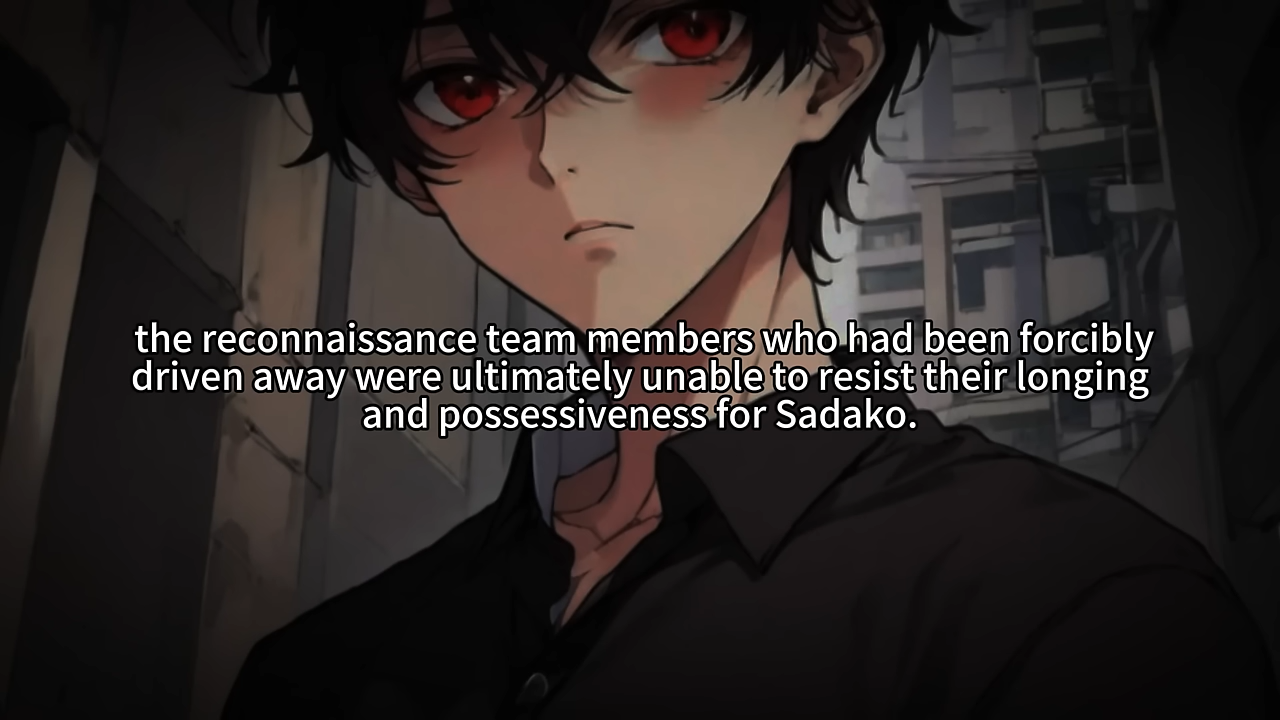 the reconnaissance team members who had been forcibly
driven away were ultimately unable to resist their longing
and possessiveness for Sadako.